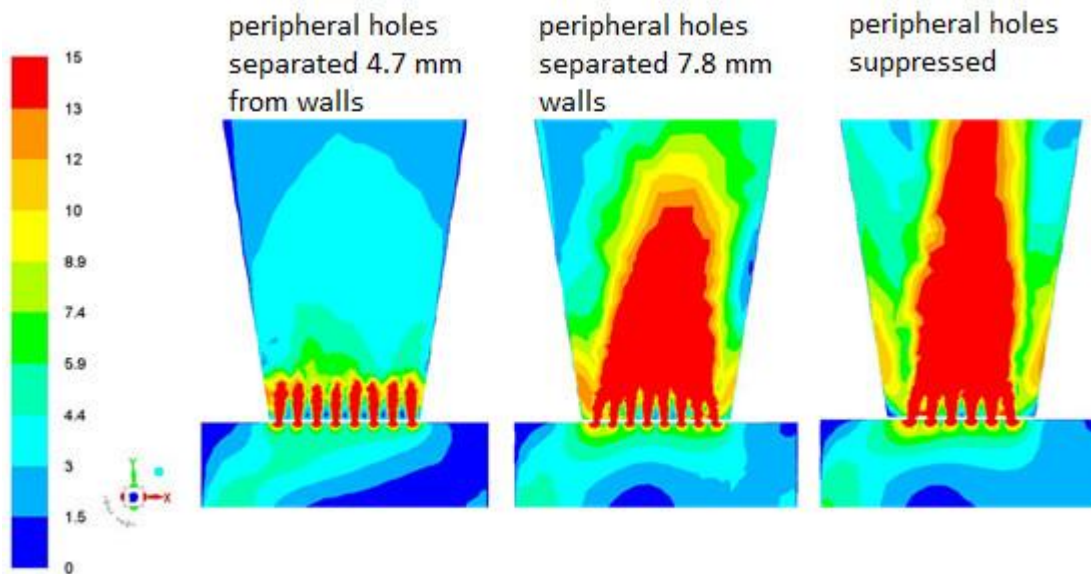 peripheral holes
separated 4.7 mm
from walls
peripheral holes
separated 7.8 mm
walls
peripheral holes
suppressed
15
13
12
10
8.9
7.4
5.9
4.4
3
1.5
0
Y
X